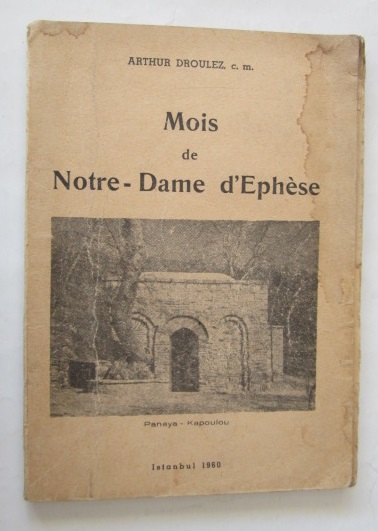 ARTHUR DROULEZ. c. m.
Mois
de
Notre-Dame d'Ephèse
Panaya - Kapoulou
Istanbul 1960